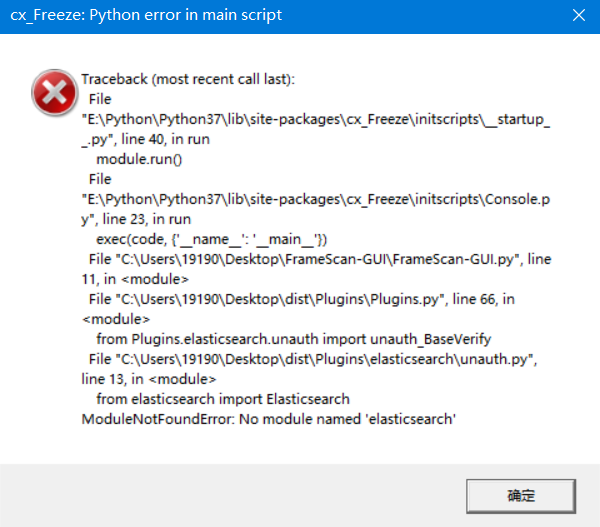 cx_Freeze: Python error in main script
Traceback (most recent call last):
File
"E:\Python\Python37\lib\site-packages\cx_Freeze\initscripts\__startup_
_.py", line 40, in run
module.run()
File
"E:\Python\Python37\lib\site-packages\cx_Freeze\initscripts\Console.p
y", line 23, in run
exec(code, {'__name__': '__main__'})
File "C:\Users\19190\Desktop\FrameScan-GUI\FrameScan-GUI.py", line
11, in <module>
File "C:\Users\19190\Desktop\dist\Plugins\Plugins.py", line 66, in
<module>
from Plugins.elasticsearch.unauth import unauth_BaseVerify
File "C:\Users\19190\Desktop\dist\Plugins\elasticsearch\unauth.py",
line 13, in <module>
from elasticsearch import Elasticsearch
ModuleNotFoundError: No module named 'elasticsearch'
确定